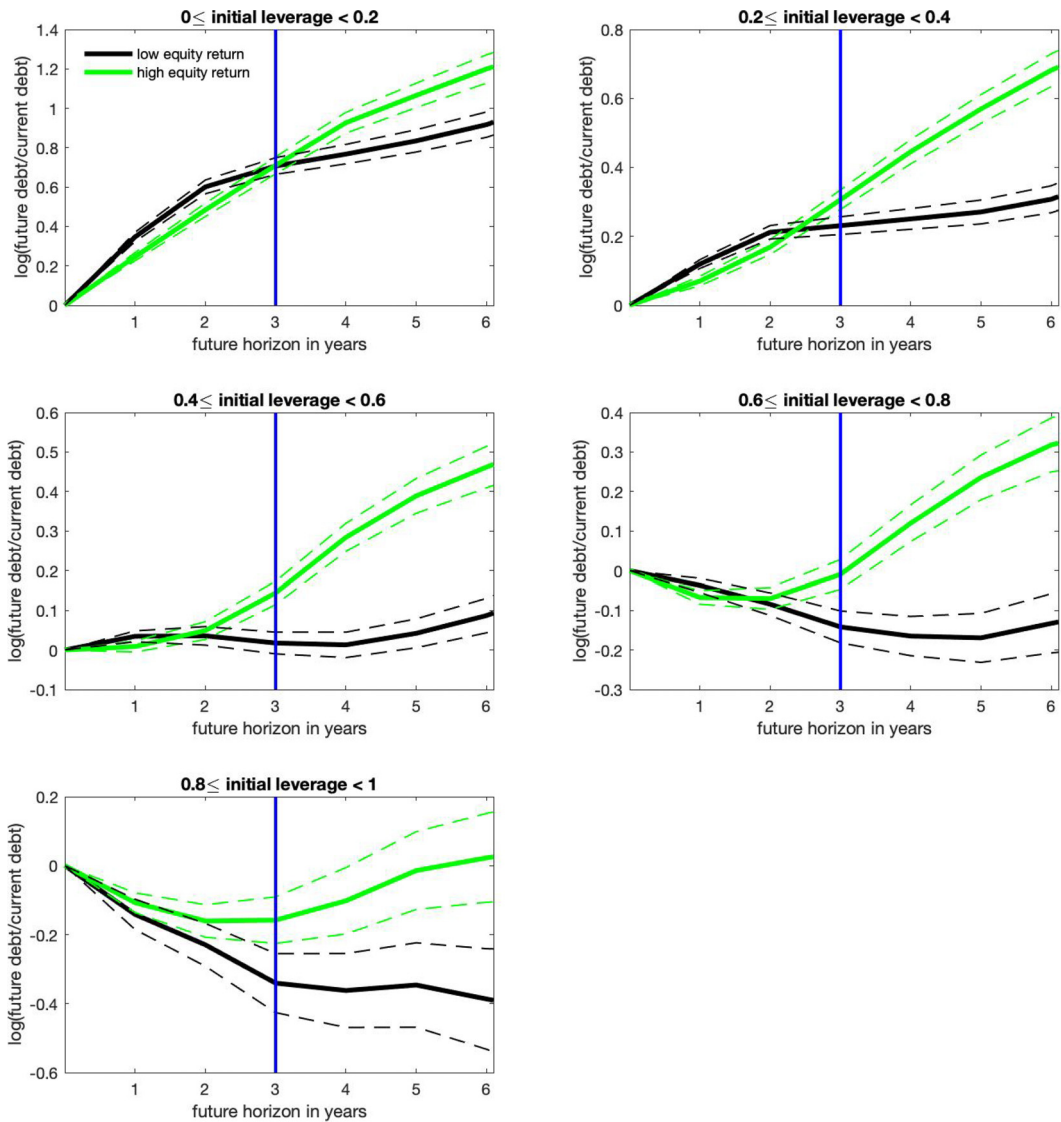 0≤ initial leverage < 0.2
1.4
1.2
1
0.8
0.6
0.4
0.2
0
log(future debt/current debt)
low equity return
high equity return
1 2 3 4 5 6
future horizon in years
0.2≤ initial leverage < 0.4
0.8
0.6
0.4
0.2
0
log(future debt/current debt)
1 2 3 4 5 6
future horizon in years
0.4≤ initial leverage < 0.6
0.6
0.5
0.4
0.3
0.2
0.1
0
-0.1
log(future debt/current debt)
1 2 3 4 5 6
future horizon in years
0.6≤ initial leverage < 0.8
0.4
0.3
0.2
0.1
0
-0.1
-0.2
-0.3
log(future debt/current debt)
1 2 3 4 5 6
future horizon in years
0.8≤ initial leverage < 1
0.2
0
-0.2
-0.4
-0.6
log(future debt/current debt)
1 2 3 4 5 6
future horizon in years